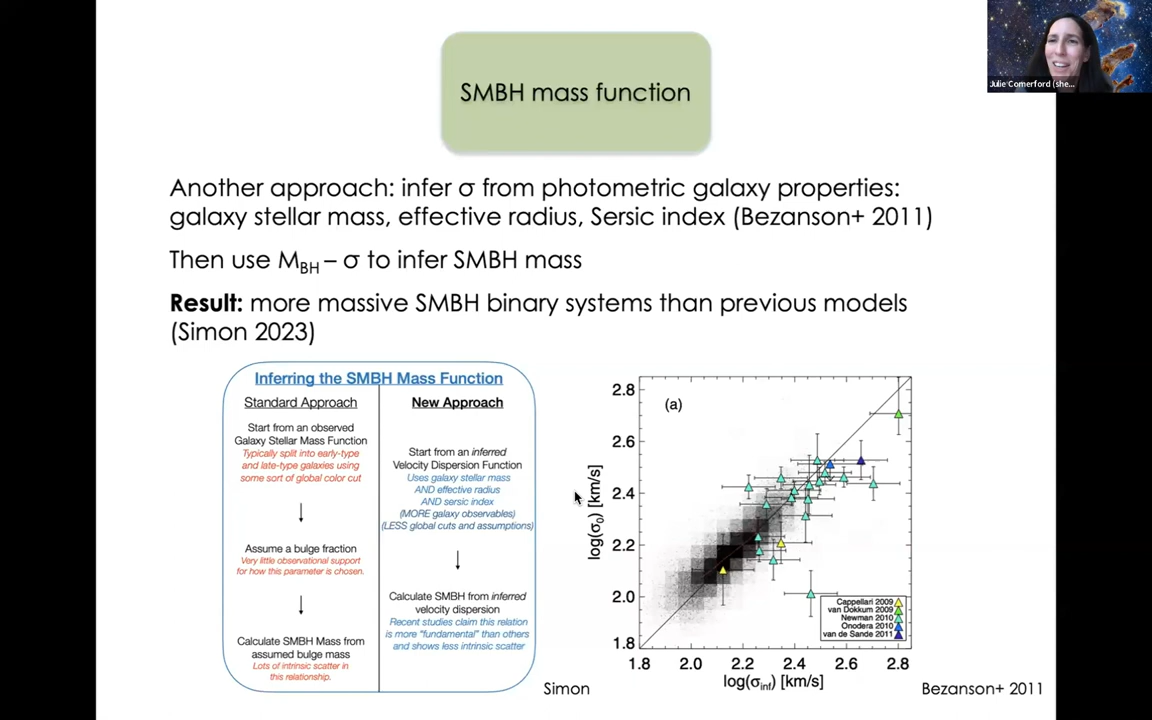 Julie Comerford (she...
SMBH mass function
Another approach: infer σ from photometric galaxy properties:
galaxy stellar mass, effective radius, Sersic index (Bezanson+ 2011)
Then use M_BH – σ to infer SMBH mass
Result: more massive SMBH binary systems than previous models
(Simon 2023)
Inferring the SMBH Mass Function
Standard Approach
Start from an observed
Galaxy Stellar Mass Function
Typically split into early-type
and late-type galaxies using
some sort of global color cut
Assume a bulge fraction
Very little observational support
for how this parameter is chosen.
Calculate SMBH Mass from
assumed bulge mass
Lots of intrinsic scatter in
this relationship.
New Approach
Start from an inferred
Velocity Dispersion Function
Uses galaxy stellar mass
AND effective radius
AND sersic index
(MORE galaxy observables)
(LESS global cuts and assumptions)
Calculate SMBH from inferred
velocity dispersion
Recent studies claim this relation
is more "fundamental" than others
and shows less intrinsic scatter
Simon
(a)
log(σ₀) [km/s]
2.8
2.6
2.4
2.2
2.0
1.8
Cappellari 2009
van Dokkum 2009
Newman 2010
Onodera 2010
van de Sande 2011
1.8 2.0 2.2 2.4 2.6 2.8
log(σ_inf) [km/s]
Bezanson+ 2011